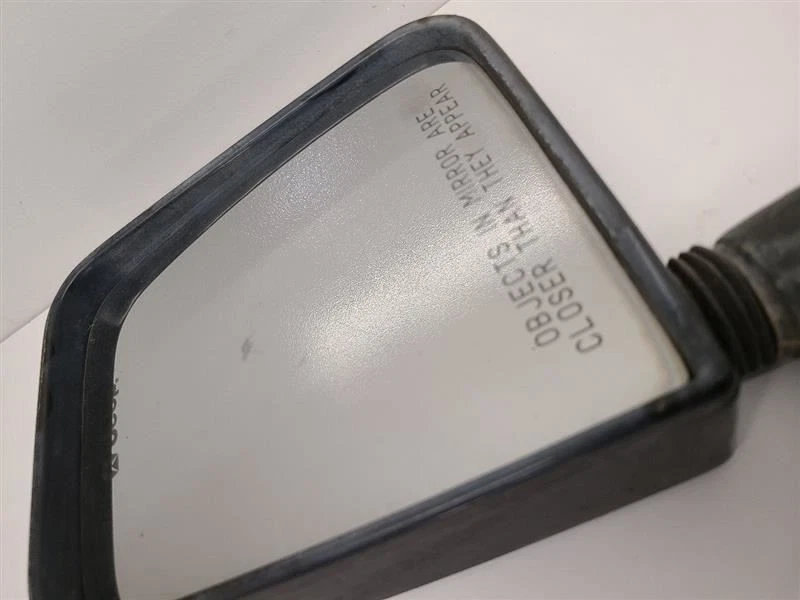 OBJECTS IN MIRROR ARE
CLOSER THAN THEY APPEAR